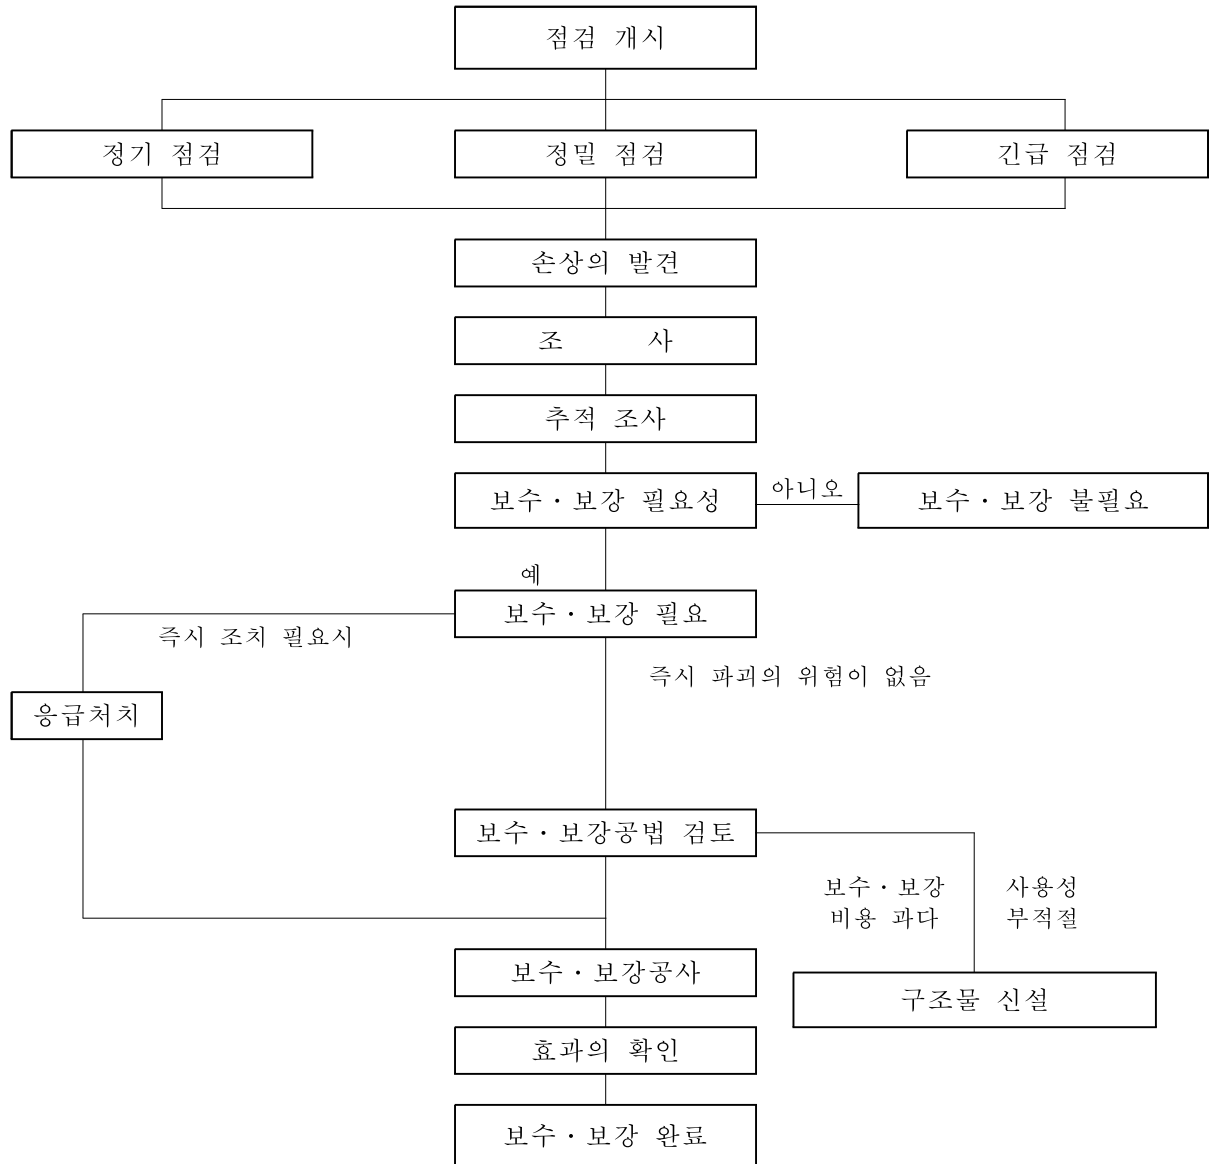 점검 개시
정기 점검
정밀 점검
긴급 점검
손상의 발견
조 사
추적 조사
보수·보강 필요성
아니오
보수·보강 불필요
예
보수·보강 필요
즉시 조치 필요시
즉시 파괴의 위험이 없음
응급처치
보수·보강공법 검토
보수·보강
비용 과다
사용성
부적절
보수·보강공사
구조물 신설
효과의 확인
보수·보강 완료